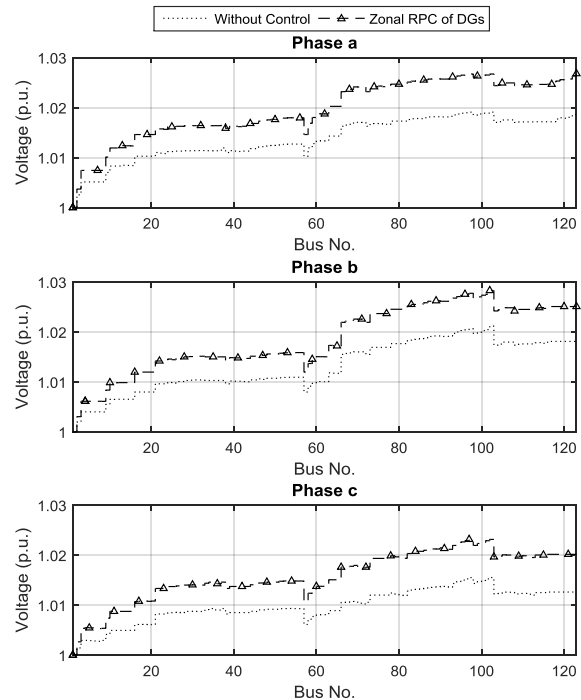 Without Control
Zonal RPC of DGs
Phase a
1.03
1.02
1.01
1
Voltage (p.u.)
20 40 60 80 100 120
Bus No.
Phase b
1.03
1.02
1.01
1
Voltage (p.u.)
20 40 60 80 100 120
Bus No.
Phase c
1.03
1.02
1.01
1
Voltage (p.u.)
20 40 60 80 100 120
Bus No.